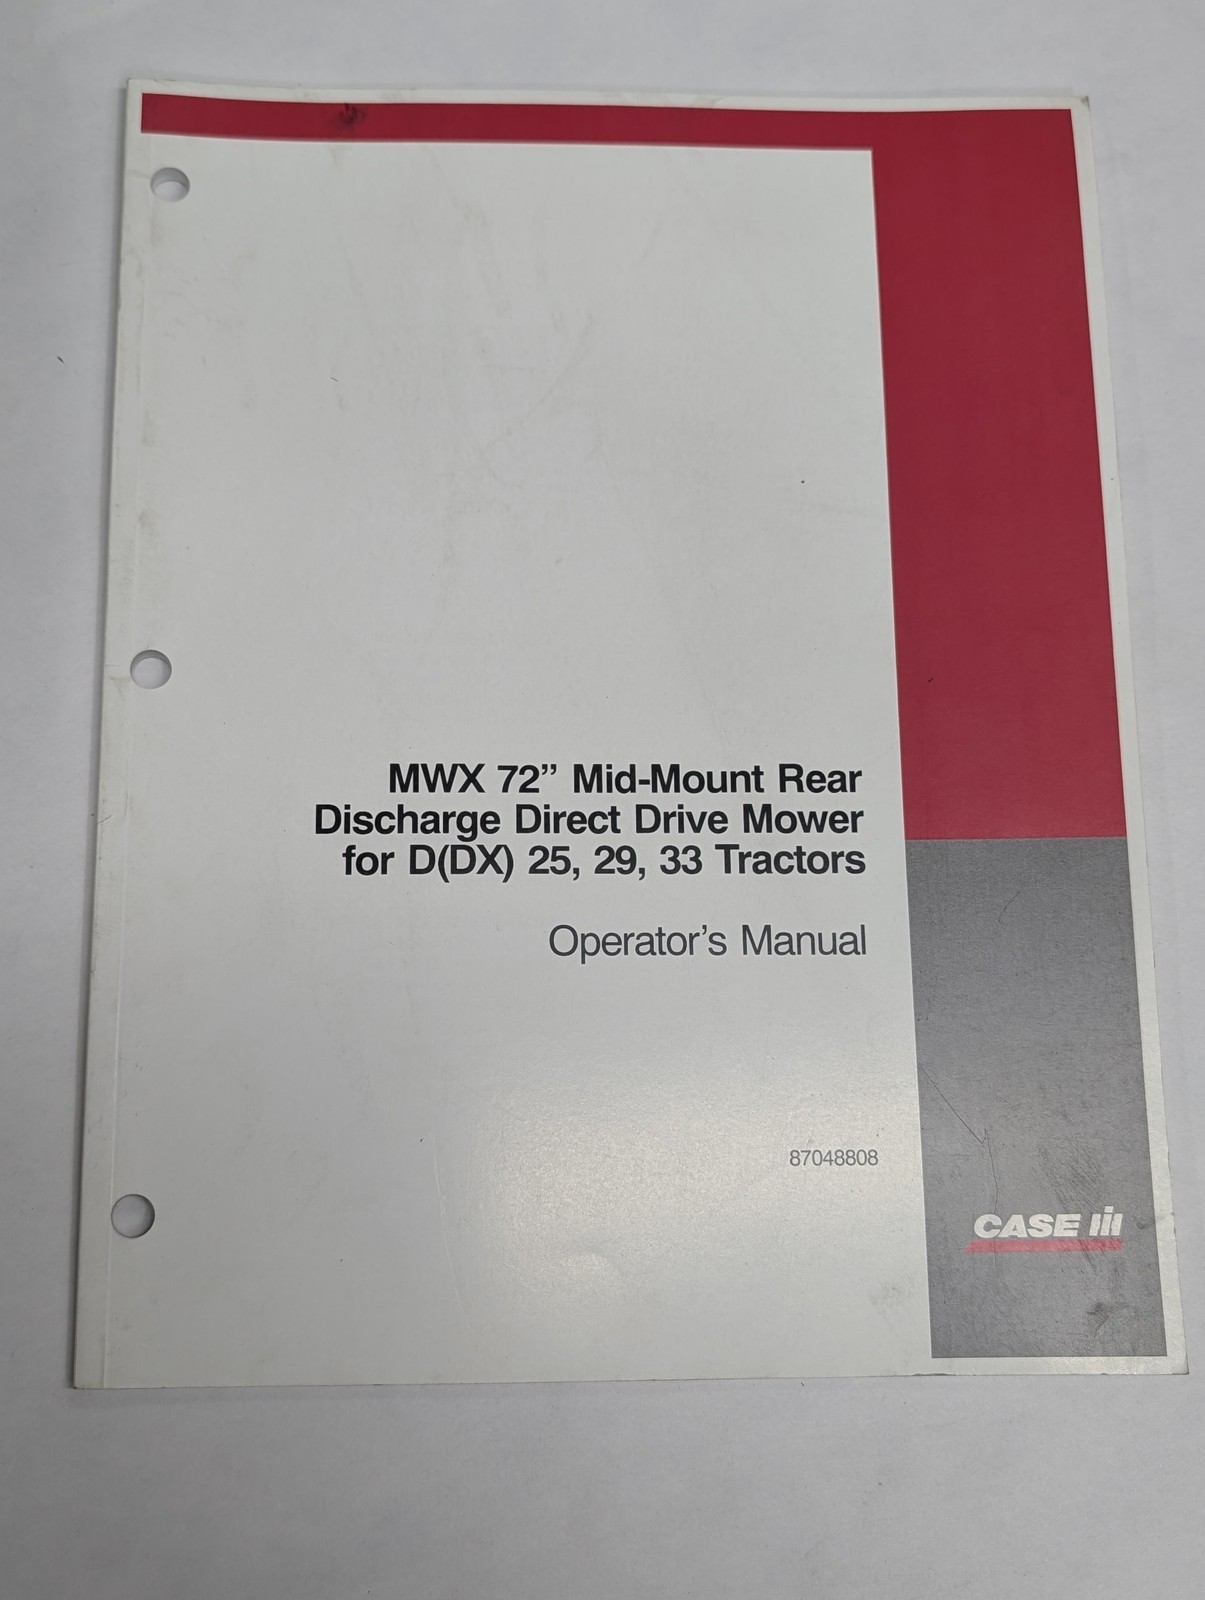 MWX 72” Mid-Mount Rear
Discharge Direct Drive Mower
for D(DX) 25, 29, 33 Tractors
Operator’s Manual
87048808
CASE IH